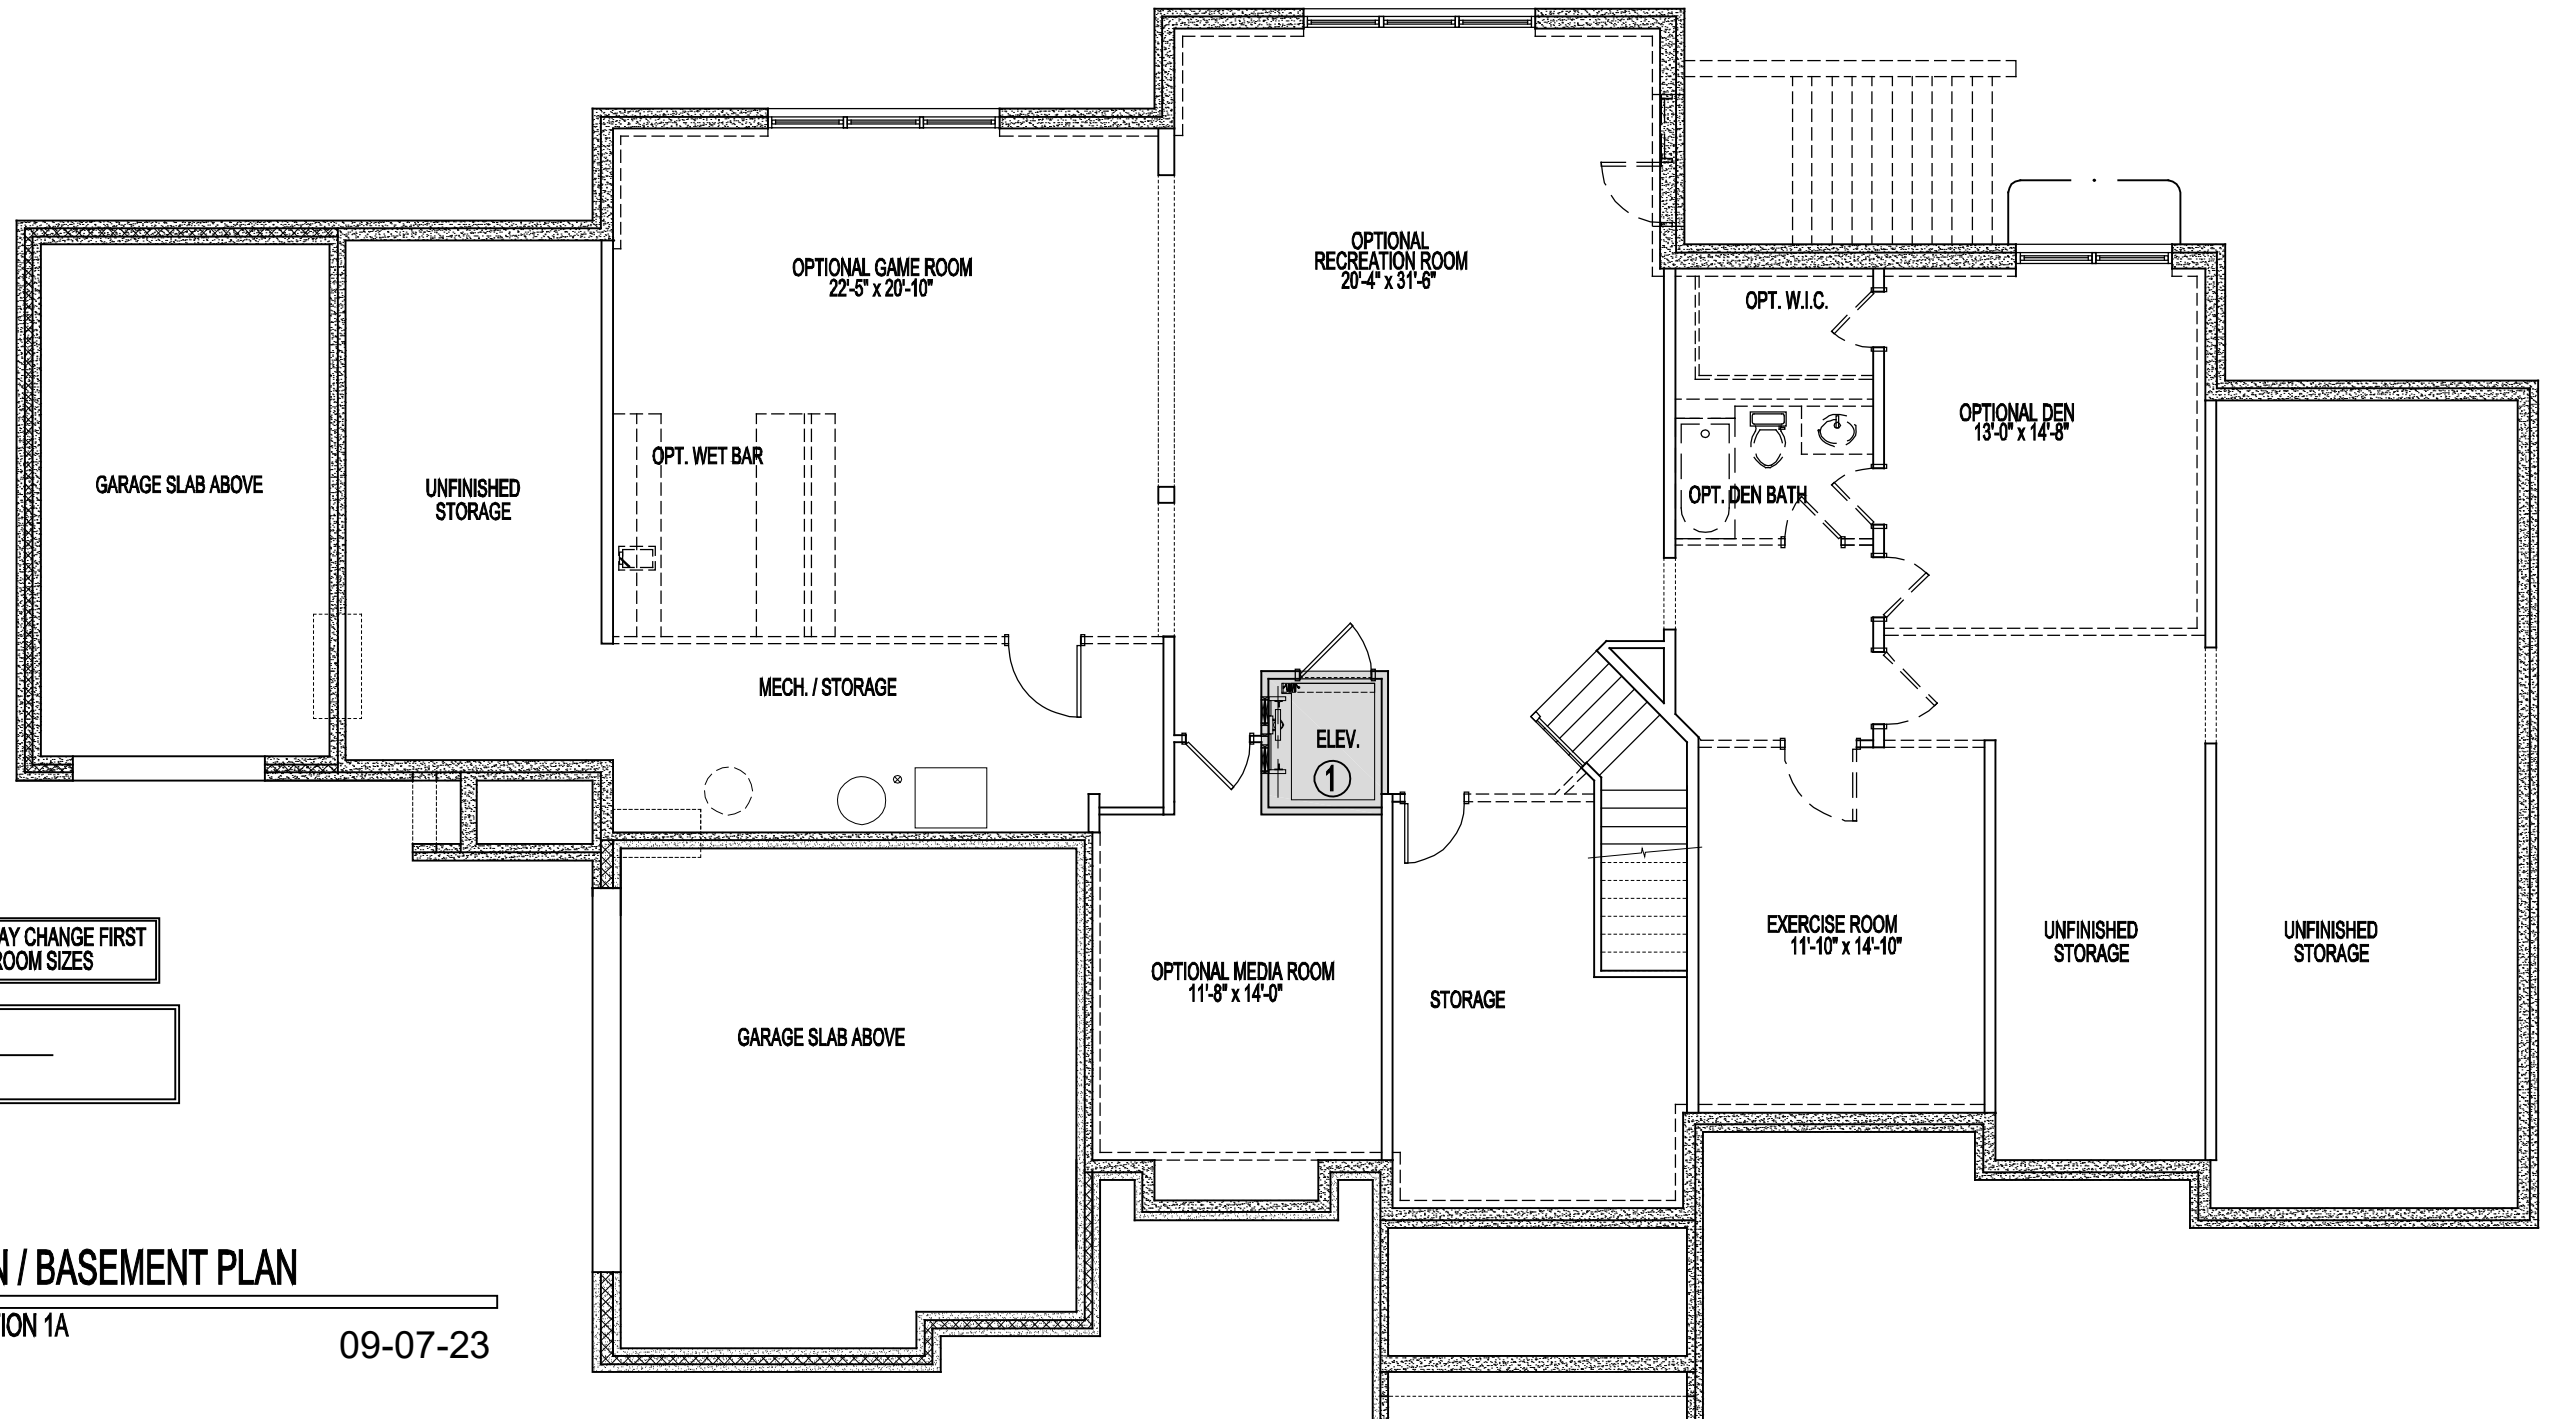 OPTIONAL
RECREATION ROOM
20'-4" x 31'-6"
OPTIONAL GAME ROOM
22'-5" x 20'-10"
OPT. W.I.C.
OPTIONAL DEN
13'-0" x 14'-8"
OPT. WET BAR
GARAGE SLAB ABOVE
UNFINISHED
STORAGE
OPT. DEN BATH
MECH. / STORAGE
ELEV.
1
EXERCISE ROOM
11'-10" x 14'-10"
UNFINISHED
STORAGE
UNFINISHED
STORAGE
AY CHANGE FIRST
ROOM SIZES
OPTIONAL MEDIA ROOM
11'-8" x 14'-0"
STORAGE
GARAGE SLAB ABOVE
N / BASEMENT PLAN
TION 1A
09-07-23